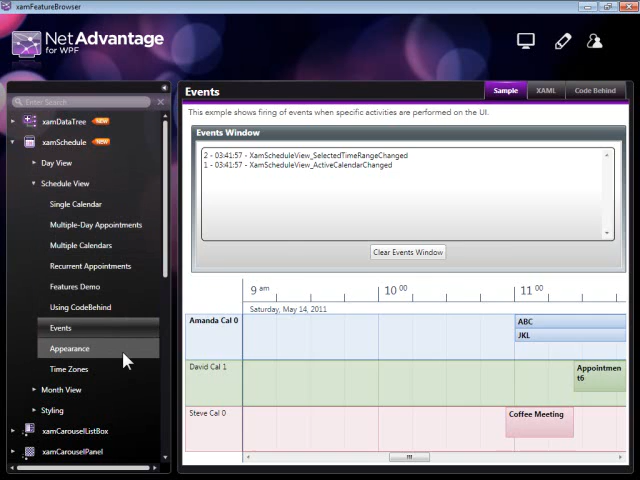 xamFeatureBrowser
NetAdvantage
for WPF
Enter Search
xamDataTree NEW
xamSchedule NEW
Day View
Schedule View
Single Calendar
Multiple-Day Appointments
Multiple Calendars
Recurrent Appointments
Features Demo
Using CodeBehind
Events
Appearance
Time Zones
Month View
Styling
xamCarouselListBox
xamCarouselPanel
Events
Sample XAML Code Behind
This exmple shows firing of events when specific activities are performed on the UI.
Events Window
2 - 03:41:57 - XamScheduleView_SelectedTimeRangeChanged
1 - 03:41:57 - XamScheduleView_ActiveCalendarChanged
Clear Events Window
9 am 10 00 11 00
Saturday, May 14, 2011
Amanda Cal 0
ABC
JKL
David Cal 1
Appointmen
t6
Steve Cal 0
Coffee Meeting